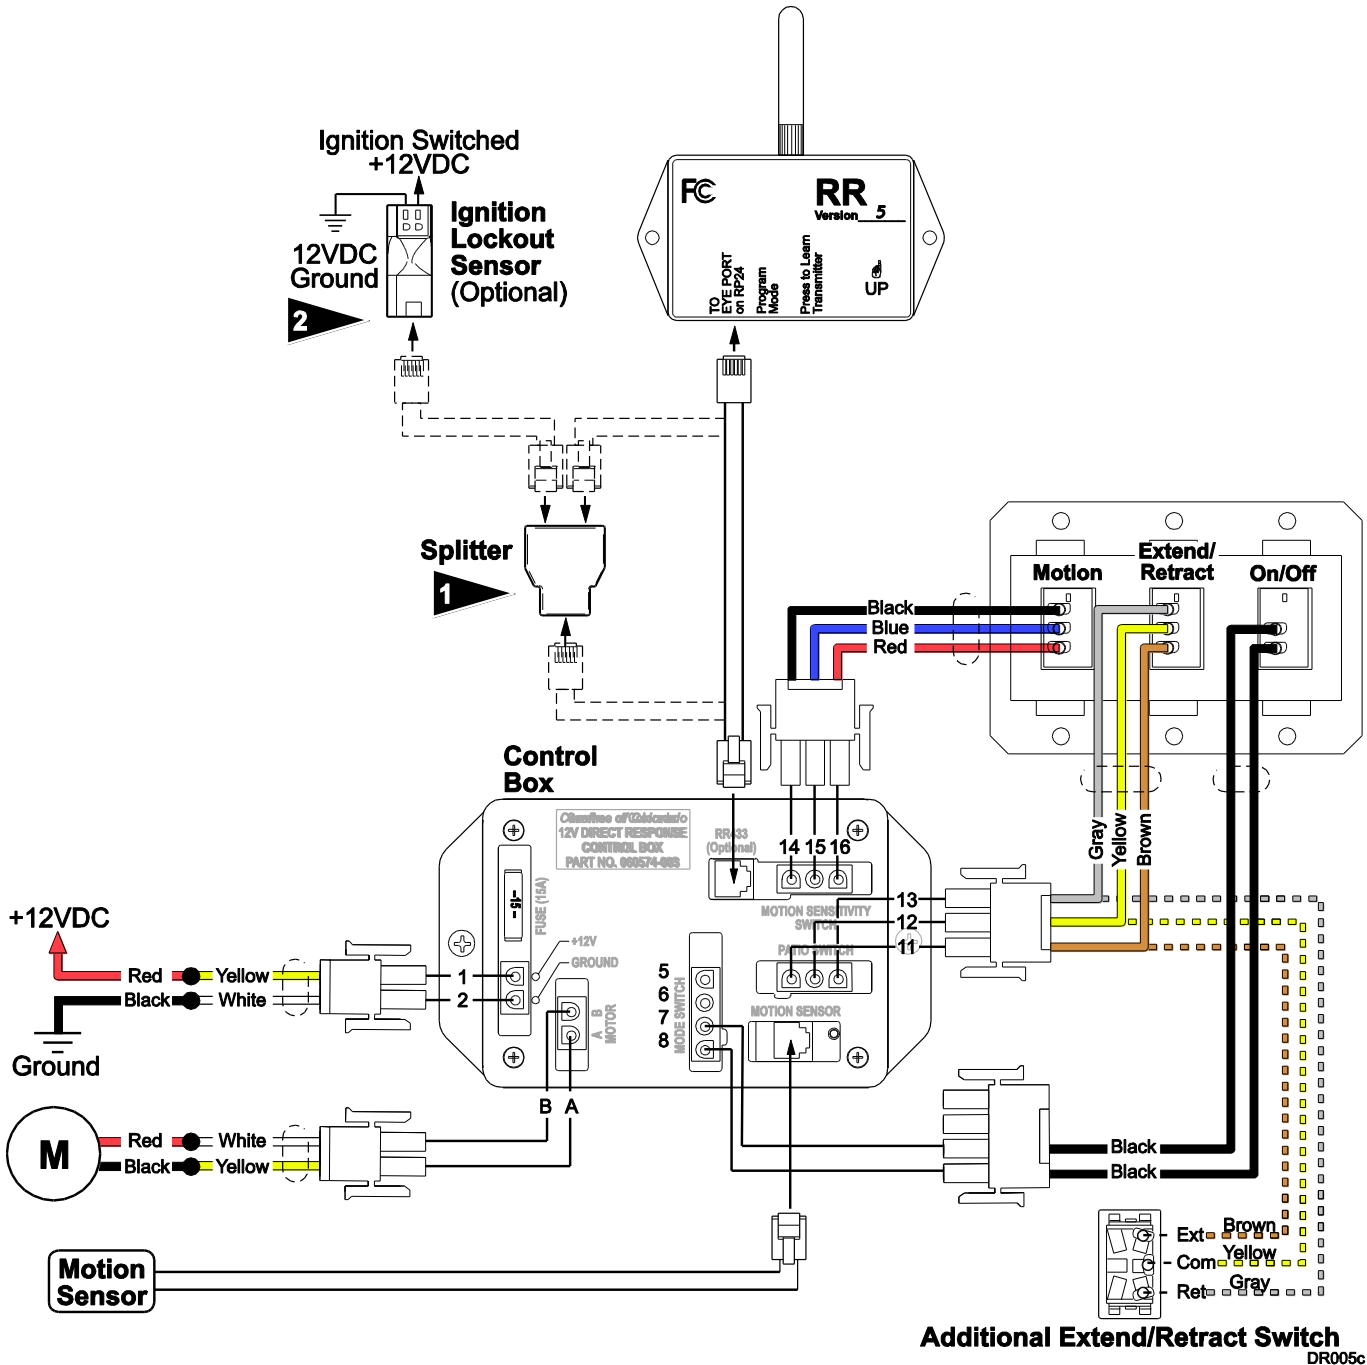 Ignition Switched
+12VDC
Ignition
Lockout
Sensor
(Optional)
12VDC
Ground
2
FC
RR
Version 5
TO
EYE PORT
on RP24
Program
Mode
Press to Learn
Transmitter
UP
Splitter
1
Motion
Extend/
Retract
On/Off
Black
Blue
Red
Control
Box
12V DIRECT RESPONSE
CONTROL BOX
PART NO.
RR433
(Optional)
14 15 16
MOTION SENSITIVITY
SWITCH
13
12
11
PATIO SWITCH
MOTION SENSOR
-15-
FUSE (15A)
+12V
GROUND
1
2
B
A
MOTOR
5
6
7
8
MODE SWITCH
Gray
Yellow
Brown
+12VDC
Red
Yellow
Black
White
Ground
B A
M
Red
White
Black
Yellow
Black
Black
Motion
Sensor
Ext
Brown
Com
Yellow
Ret
Gray
Additional Extend/Retract Switch
DR005c